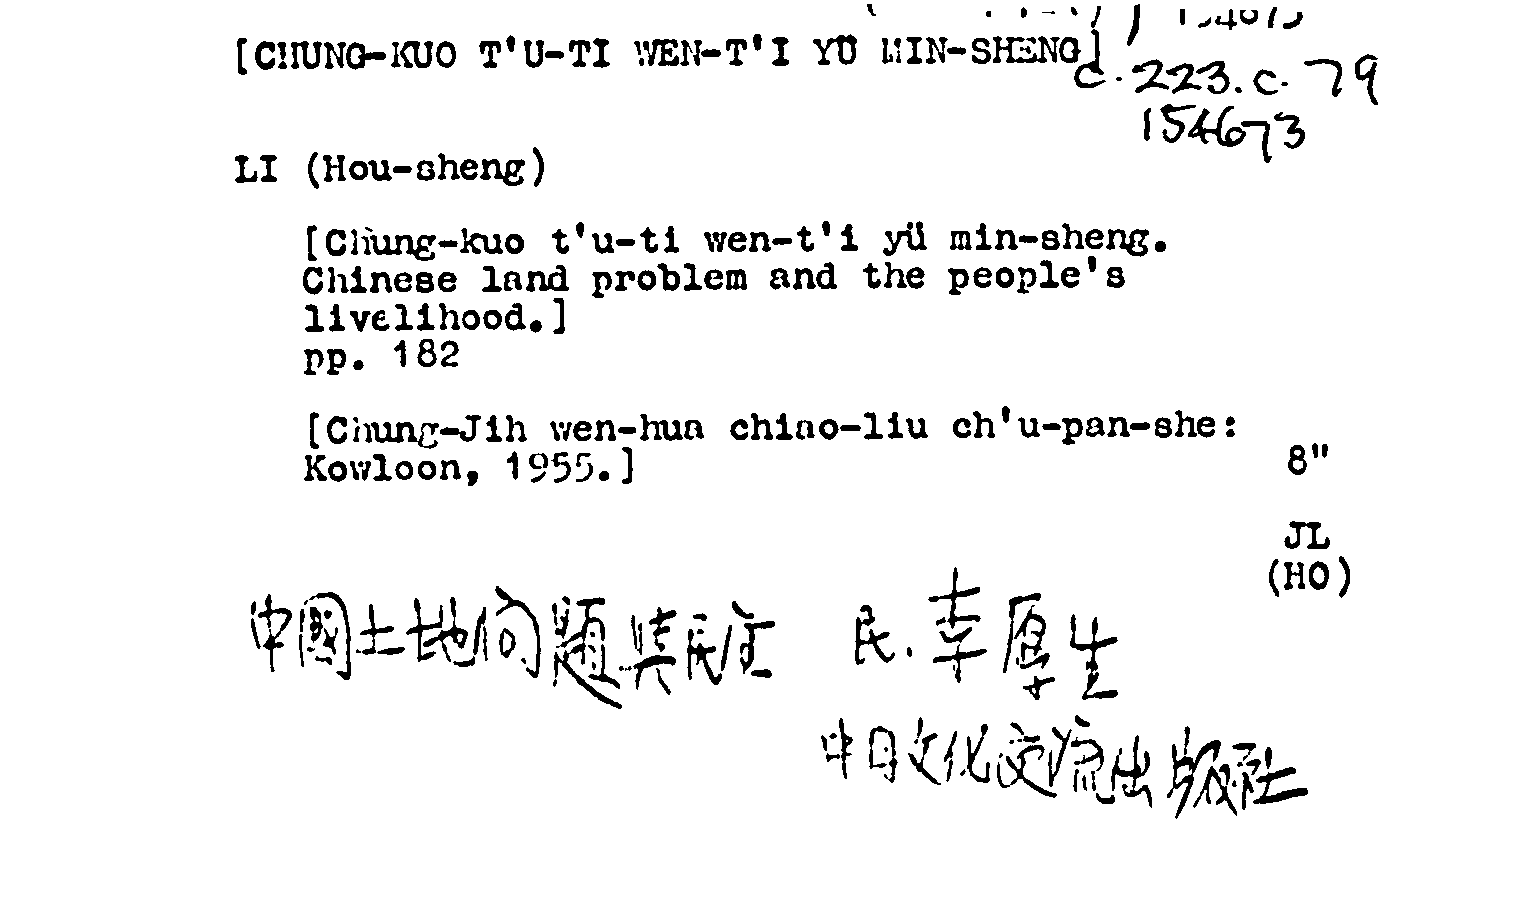 [CHUNG-KUO T'U-TI WEN-T'I YÜ MIN-SHENG]
C.223.c.79
154673
LI (Hou-sheng)
[Chung-kuo t'u-ti wen-t'i yü min-sheng.
Chinese land problem and the people's
livelihood.]
pp. 182
[Chung-Jih wen-hua chiao-liu ch'u-pan-she:
Kowloon, 1955.]
8"
JL
(HO)
中國土地问題與民生 民.李厚生
中日文化交流出版社